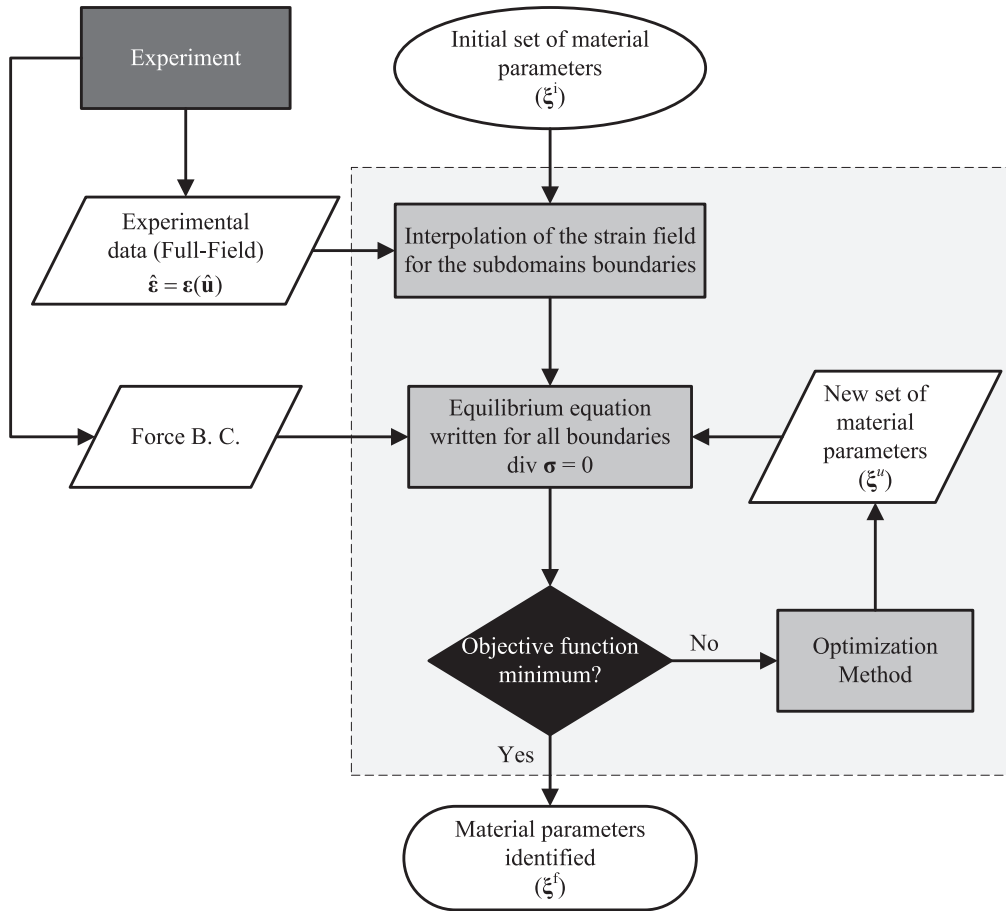 Experiment
Initial set of material
parameters
(ξⁱ)
Experimental
data (Full-Field)
ε̂ = ε(û)
Interpolation of the strain field
for the subdomains boundaries
Force B. C.
Equilibrium equation
written for all boundaries
div σ = 0
New set of
material
parameters
(ξᵘ)
Objective function
minimum?
No
Optimization
Method
Yes
Material parameters
identified
(ξᶠ)